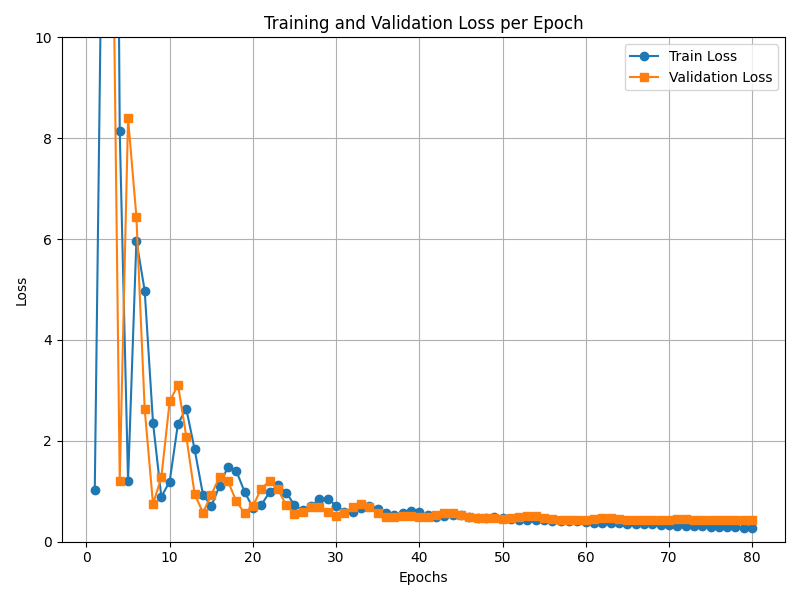 Training and Validation Loss per Epoch
10
8
6
4
2
0
Loss
Train Loss
Validation Loss
0 10 20 30 40 50 60 70 80
Epochs